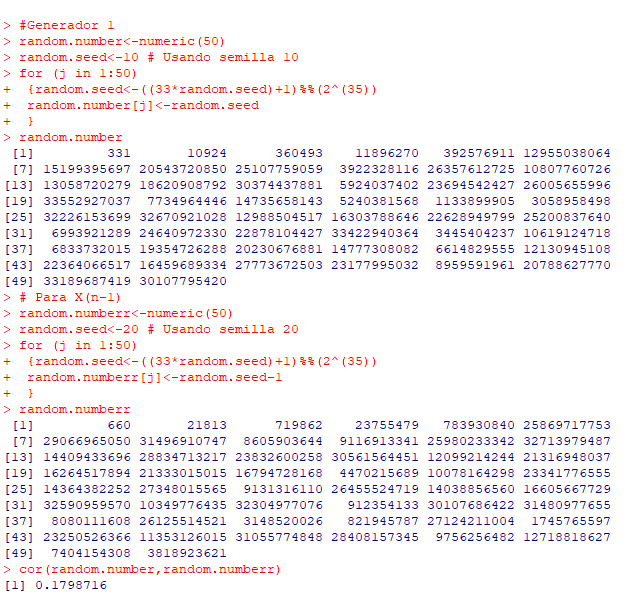 > #Generador 1
> random.number<-numeric(50)
> random.seed<-10 # Usando semilla 10
> for (j in 1:50)
+  {random.seed<-((33*random.seed)+1)%%(2^(35))
+  random.number[j]<-random.seed
+  }
> random.number
 [1]         331       10924      360493    11896270   392576911 12955038064
 [7] 15199395697 20543720850 25107759059  3922328116 26357612725 10807760726
[13] 13058720279 18620908792 30374437881  5924037402 23694542427 26005655996
[19] 33552927037  7734964446 14735658143  5240381568  1133899905  3058958498
[25] 32226153699 32670921028 12988504517 16303788646 22628949799 25200837640
[31]  6993921289 24640972330 22878104427 33422940364  3445404237 10619124718
[37]  6833732015 19354726288 20230676881 14777308082  6614829555 12130945108
[43] 22364066517 16459689334 27773672503 23177995032  8959591961 20788627770
[49] 33189687419 30107795420
> # Para X(n-1)
> random.numberr<-numeric(50)
> random.seed<-20 # Usando semilla 20
> for (j in 1:50)
+  {random.seed<-((33*random.seed)+1)%%(2^(35))
+  random.numberr[j]<-random.seed-1
+  }
> random.numberr
 [1]         660       21813      719862    23755479   783930840 25869717753
 [7] 29066965050 31496910747  8605903644  9116913341 25980233342 32713979487
[13] 14409433696 28834713217 23832600258 30561564451 12099214244 21316948037
[19] 16264517894 21333015015 16794728168  4470215689 10078164298 23341776555
[25] 14364382252 27348015565  9131316110 26455524719 14038856560 16605667729
[31] 32590959570 10349776435 32304977076   912354133 30107686422 31480977655
[37]  8080111608 26125514521  3148520026   821945787 27124211004  1745765597
[43] 23250526366 11353126015 31055774848 28408157345  9756256482 12718818627
[49]  7404154308  3818923621
> cor(random.number,random.numberr)
[1] 0.1798716